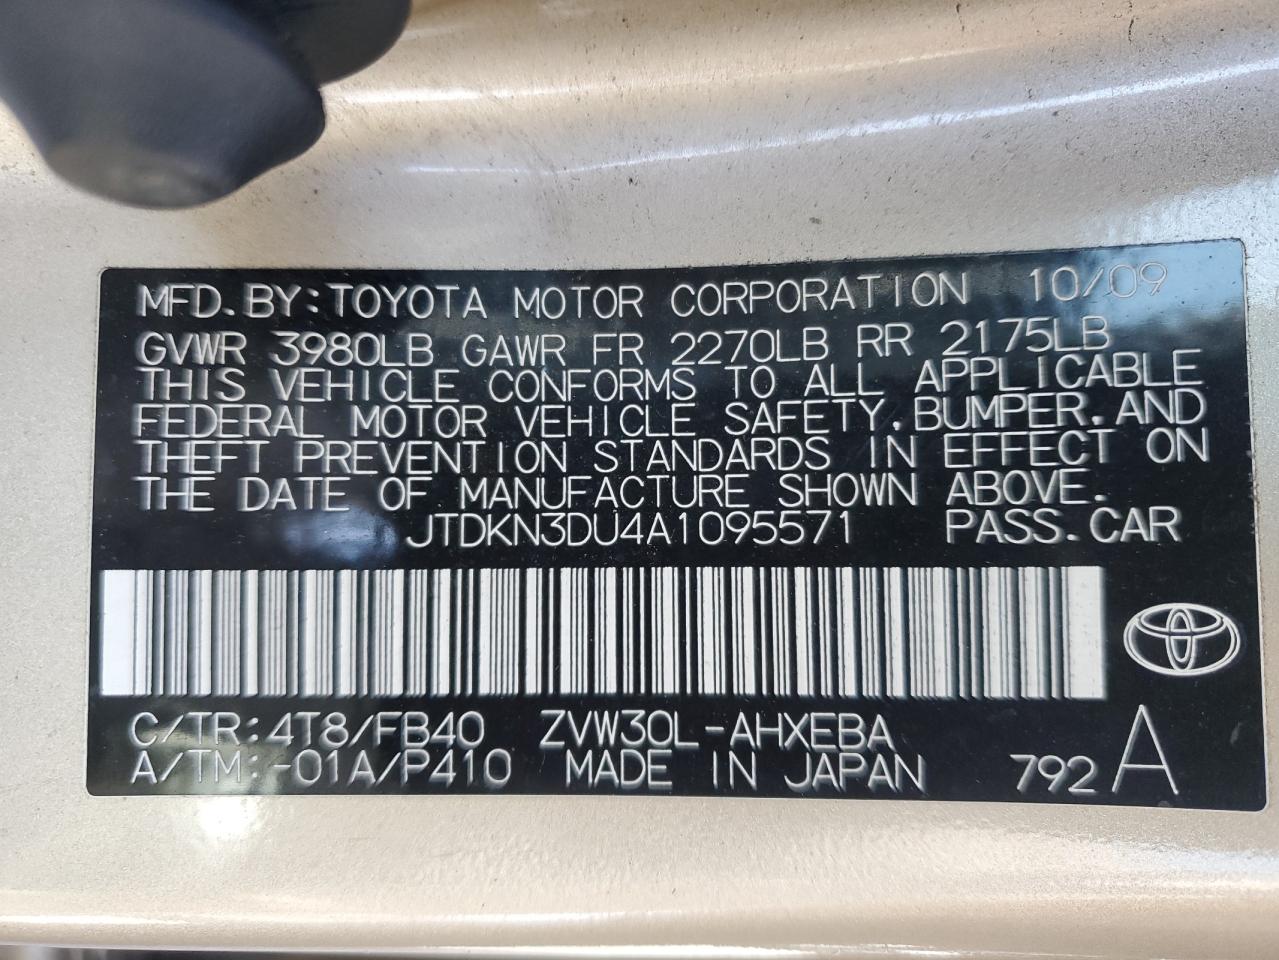 MFD. BY: TOYOTA MOTOR CORPORATION 10/09
GVWR 3980LB GAWR FR 2270LB RR 2175LB
THIS VEHICLE CONFORMS TO ALL APPLICABLE
FEDERAL MOTOR VEHICLE SAFETY, BUMPER, AND
THEFT PREVENTION STANDARDS IN EFFECT ON
THE DATE OF MANUFACTURE SHOWN ABOVE.
JTDKN3DU4A1095571 PASS. CAR
C/TR: 4T8/FB40 ZVW30L-AHXEBA
A/TM: -01A/P410 MADE IN JAPAN 792 A